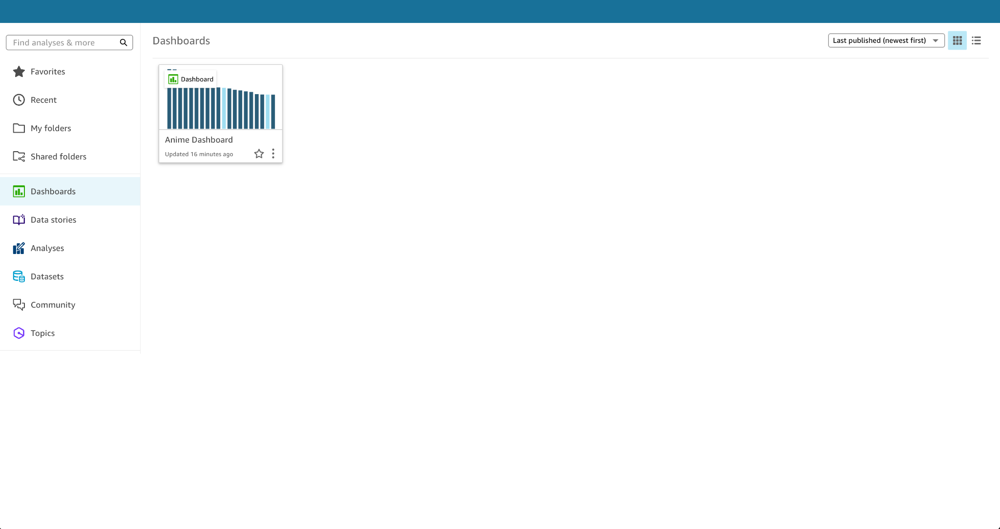 Find analyses & more
Favorites
Recent
My folders
Shared folders
Dashboards
Data stories
Analyses
Datasets
Community
Topics
Dashboards
Last published (newest first)
Dashboard
Anime Dashboard
Updated 16 minutes ago